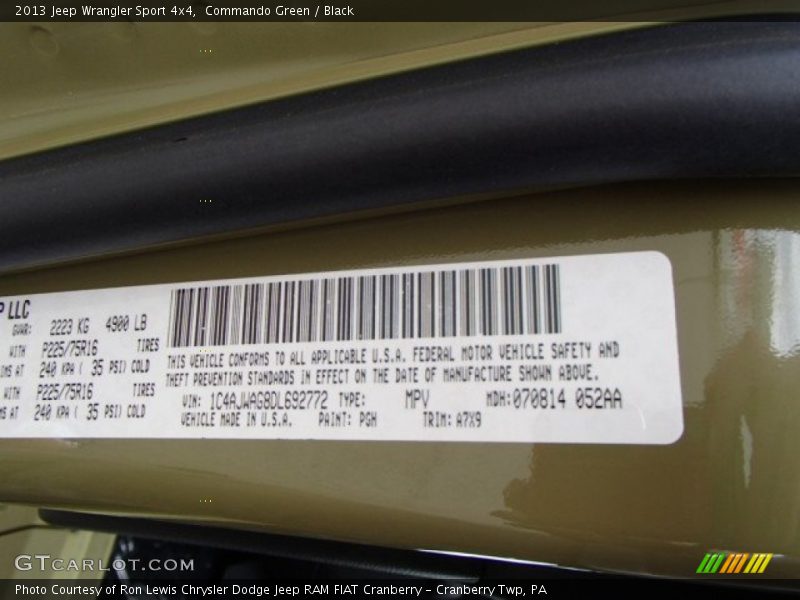 2013 Jeep Wrangler Sport 4x4,  Commando Green / Black
P LLC
GVWR: 2223 KG 4900 LB
WITH P225/75R16 TIRES
MS AT 240 KPA ( 35 PSI) COLD
WITH P225/75R16 TIRES
MS AT 240 KPA ( 35 PSI) COLD
THIS VEHICLE CONFORMS TO ALL APPLICABLE U.S.A. FEDERAL MOTOR VEHICLE SAFETY AND
THEFT PREVENTION STANDARDS IN EFFECT ON THE DATE OF MANUFACTURE SHOWN ABOVE.
VIN: 1C4AJWAG8DL692772 TYPE: MPV MDH:070814 052AA
VEHICLE MADE IN U.S.A. PAINT: PGH TRIM: A7X9
GTCARLOT.COM
Photo Courtesy of Ron Lewis Chrysler Dodge Jeep RAM FIAT Cranberry – Cranberry Twp, PA